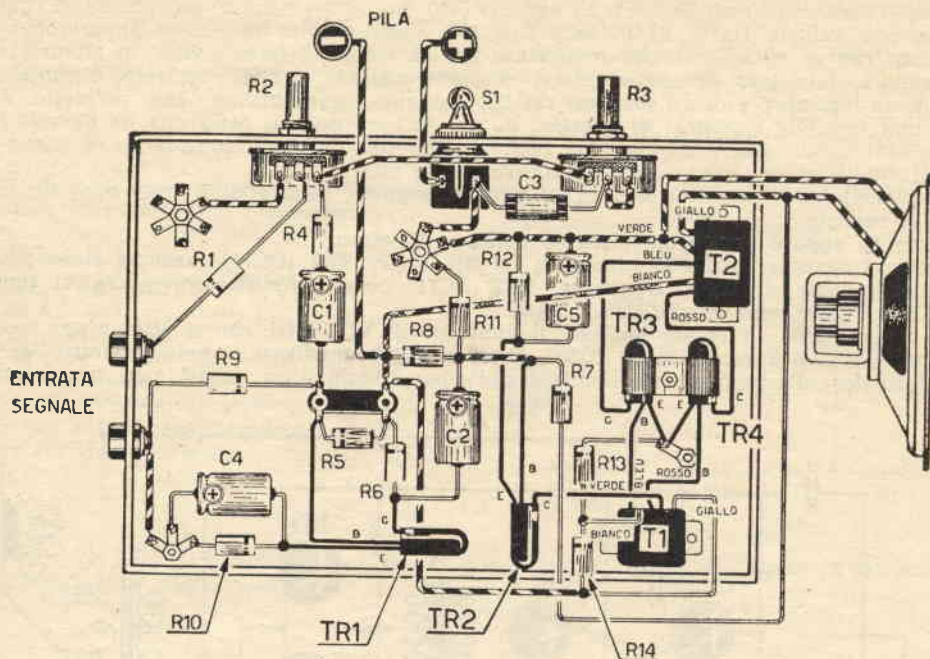 PILA
R2
S1
R3
C3
GIALLO
VERDE
R4
R12
BLEU
T2
R1
BIANCO
C1
C5
R8
R11
TR3
ROSSO
R9
R7
ENTRATA
SEGNALE
G
B
E
E
C
TR4
C2
R5
R13
BLEU
ROSSO
B
C4
R6
B
E
VERDE
C
C
GIALLO
B
E
BIANCO
T1
R10
TR1
TR2
R14